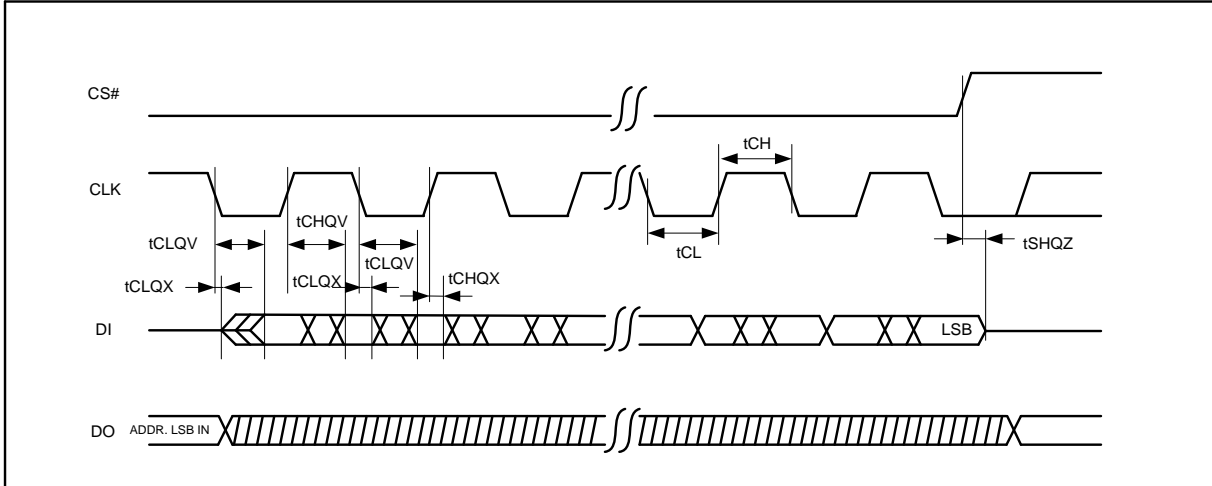 CS#
tCH
CLK
tCHQV
tCLQV
tCLQV
tCL
tSHQZ
tCLQX
tCLQX
tCHQX
DI
LSB
DO
ADDR. LSB IN